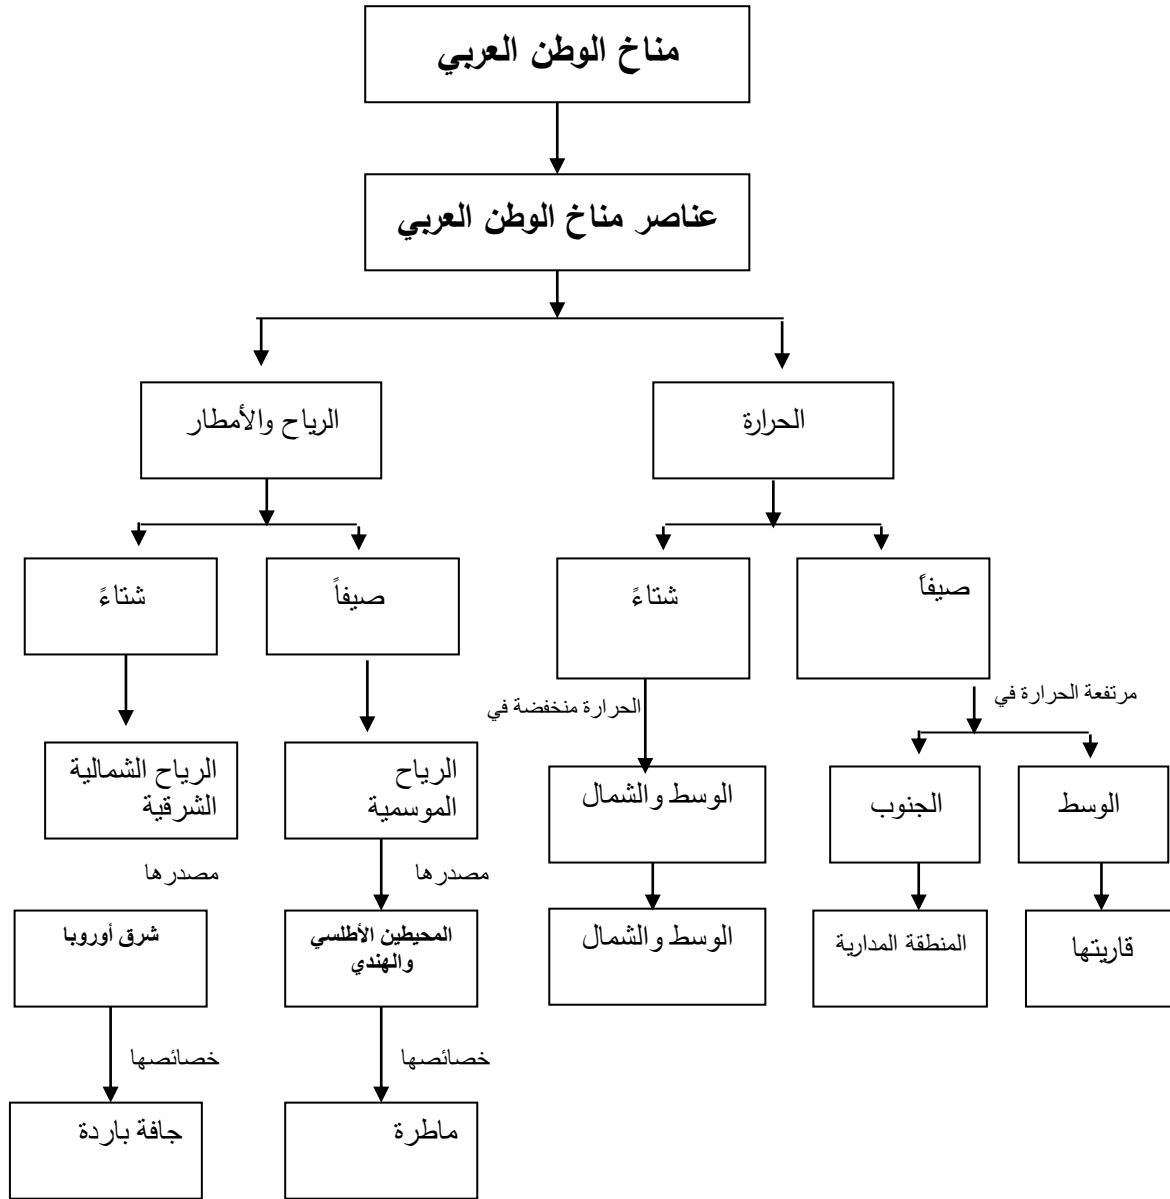 مناخ الوطن العربي
عناصر مناخ الوطن العربي
الحرارة
الرياح والأمطار
صيفاً
شتاءً
صيفاً
شتاءً
مرتفعة الحرارة في
الحرارة منخفضة في
الوسط
الجنوب
الوسط والشمال
الرياح
الموسمية
الرياح الشمالية
الشرقية
مصدرها
مصدرها
قاريتها
المنطقة المدارية
الوسط والشمال
المحيطين الأطلسي
والهندي
شرق أوروبا
خصائصها
خصائصها
ماطرة
جافة باردة